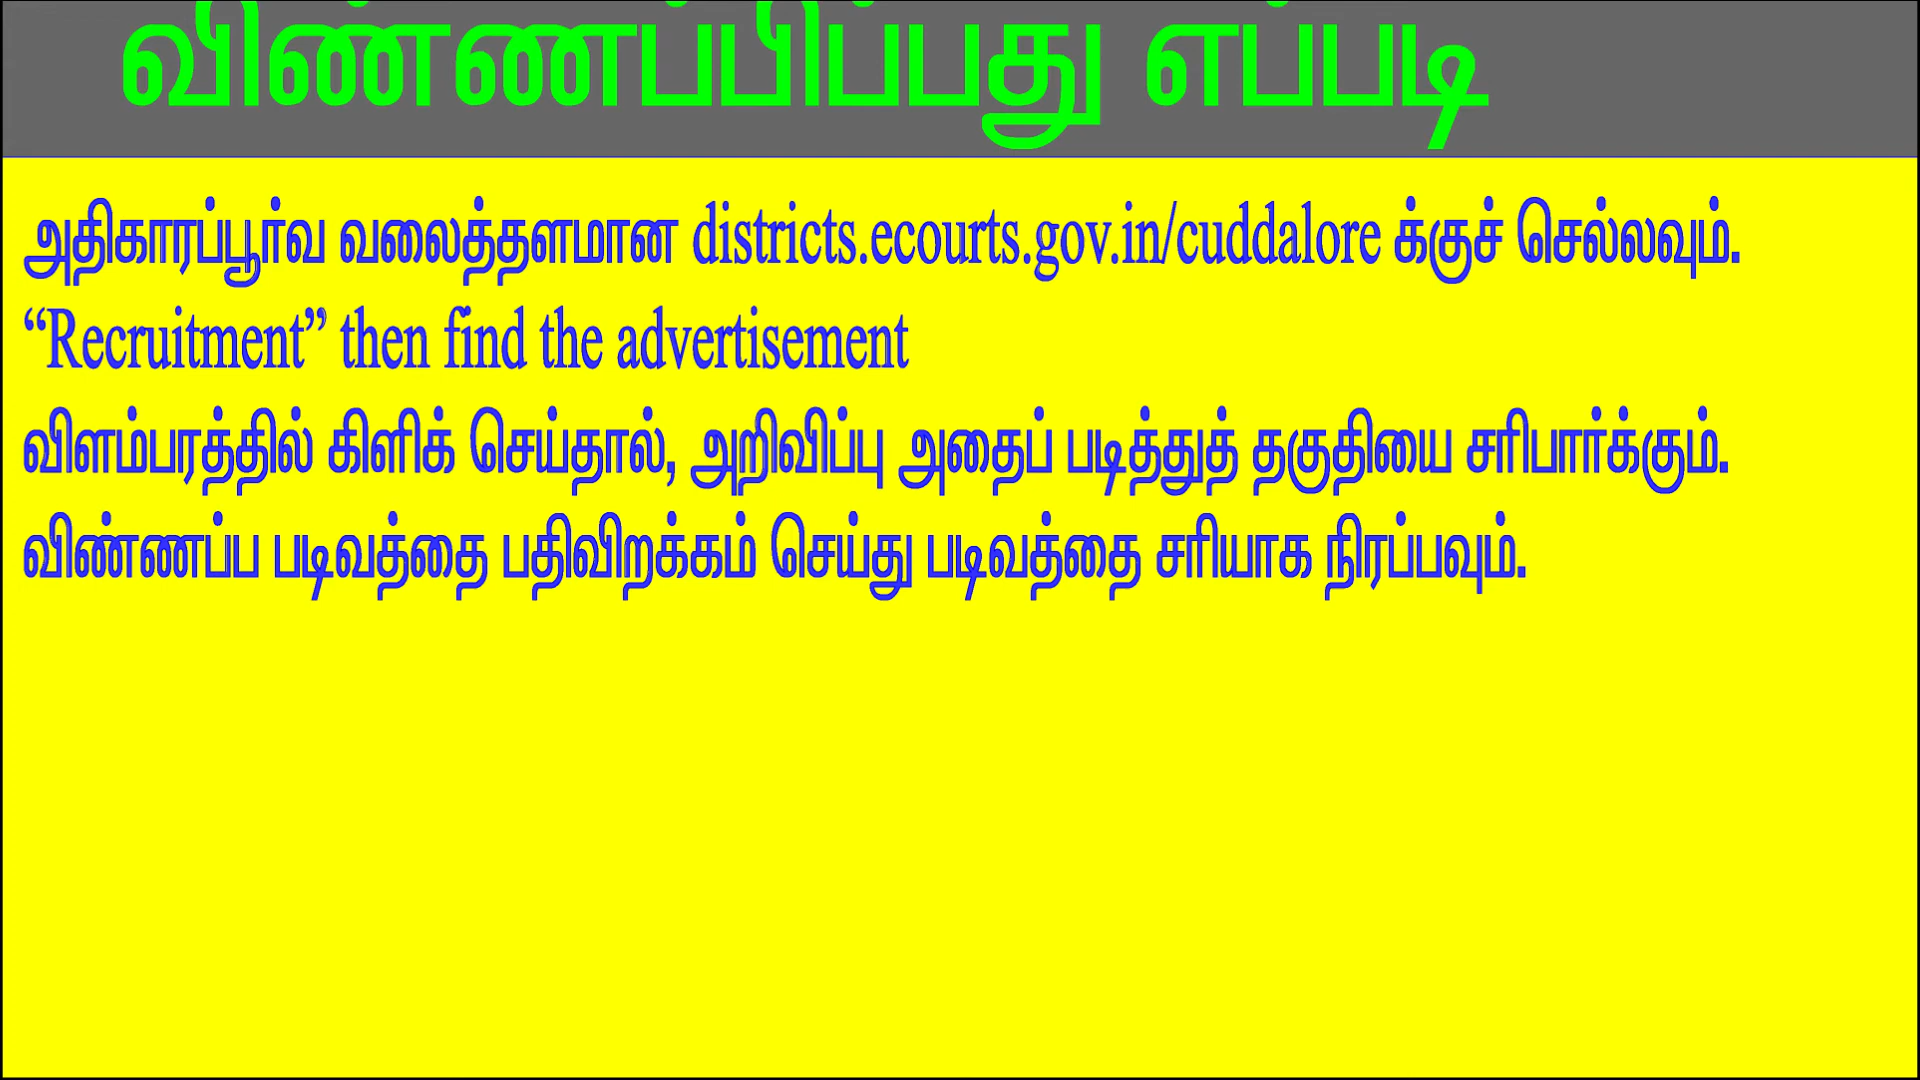 விண்ணப்பிப்பது எப்படி
அதிகாரப்பூர்வ வலைத்தளமான districts.ecourts.gov.in/cuddalore க்குச் செல்லவும்.
“Recruitment” then find the advertisement
விளம்பரத்தில் கிளிக் செய்தால், அறிவிப்பு அதைப் படித்துத் தகுதியை சரிபார்க்கும்.
விண்ணப்ப படிவத்தை பதிவிறக்கம் செய்து படிவத்தை சரியாக நிரப்பவும்.